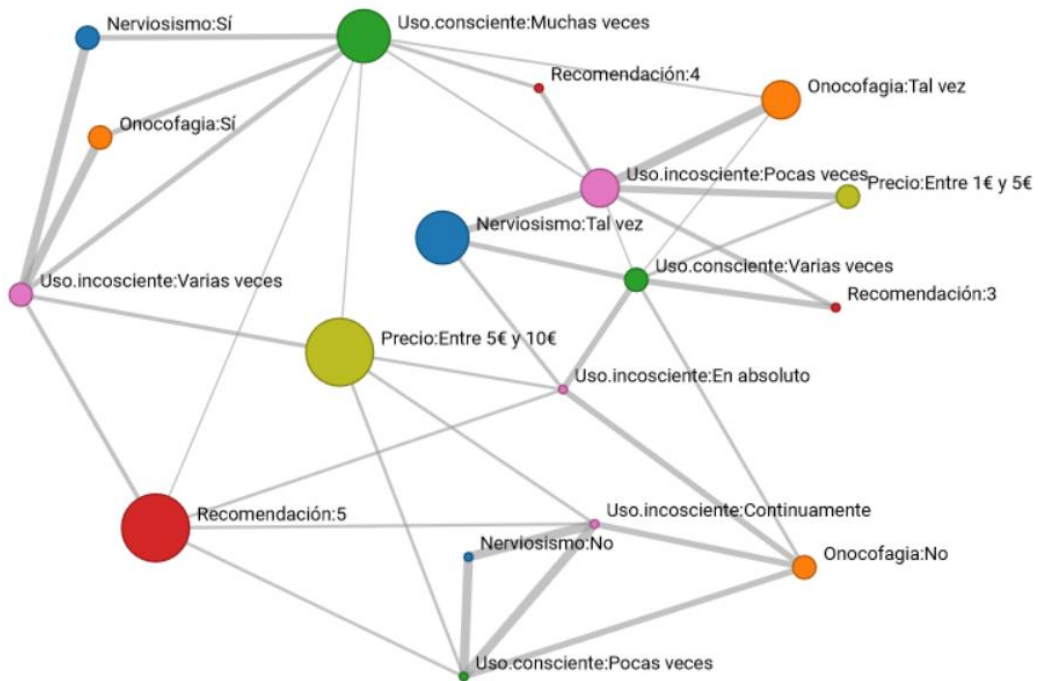 Nerviosismo:Sí
Uso.consciente:Muchas veces
Recomendación:4
Onocofagia:Tal vez
Onocofagia:Sí
Uso.incosciente:Pocas veces
Precio:Entre 1€ y 5€
Nerviosismo:Tal vez
Uso.consciente:Varias veces
Uso.incosciente:Varias veces
Recomendación:3
Precio:Entre 5€ y 10€
Uso.incosciente:En absoluto
Recomendación:5
Uso.incosciente:Continuamente
Nerviosismo:No
Onocofagia:No
Uso.consciente:Pocas veces